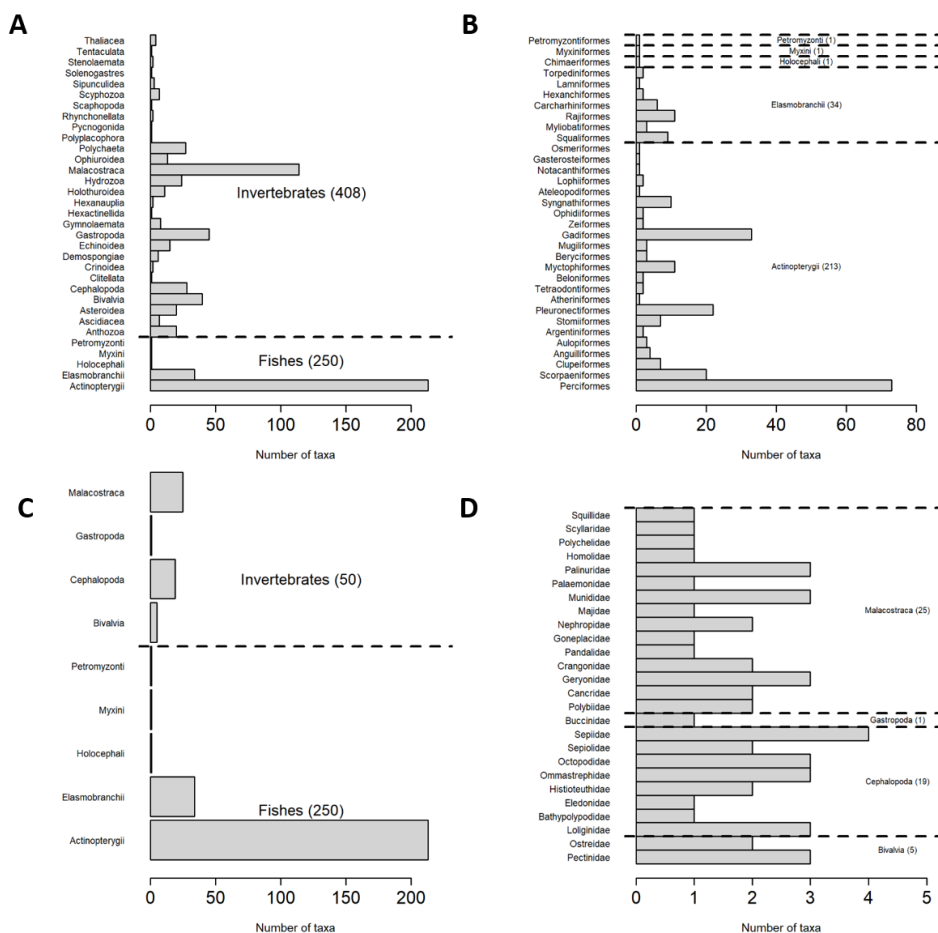 A
Thaliacea
Tentaculata
Stenolaemata
Solenogastres
Sipunculidea
Scyphozoa
Scaphopoda
Rhynchonellata
Pycnogonida
Polyplacophora
Polychaeta
Ophiuroidea
Malacostraca
Hydrozoa
Holothuroidea
Hexanauplia
Hexactinellida
Gymnolaemata
Gastropoda
Echinoidea
Demospongiae
Crinoidea
Clitellata
Cephalopoda
Bivalvia
Asteroidea
Ascidiacea
Anthozoa
Petromyzonti
Myxini
Holocephali
Elasmobranchii
Actinopterygii
Invertebrates (408)
Fishes (250)
0 50 100 150 200
Number of taxa
B
Petromyzontiformes
Myxiniformes
Chimaeriformes
Torpediniformes
Lamniformes
Hexanchiformes
Carcharhiniformes
Rajiformes
Myliobatiformes
Squaliformes
Osmeriformes
Gasterosteiformes
Notacanthiformes
Lophiiformes
Ateleopodiformes
Syngnathiformes
Ophidiiformes
Zeiformes
Gadiformes
Mugiliformes
Beryciformes
Myctophiformes
Beloniformes
Tetraodontiformes
Atheriniformes
Pleuronectiformes
Stomiiformes
Argentiniformes
Aulopiformes
Anguilliformes
Clupeiformes
Scorpaeniformes
Perciformes
Petromyzonti (1)
Myxini (1)
Holocephali (1)
Elasmobranchii (34)
Actinopterygii (213)
0 20 40 60 80
Number of taxa
C
Malacostraca
Gastropoda
Cephalopoda
Bivalvia
Petromyzonti
Myxini
Holocephali
Elasmobranchii
Actinopterygii
Invertebrates (50)
Fishes (250)
0 50 100 150 200
Number of taxa
D
Squillidae
Scyllaridae
Polychelidae
Homolidae
Palinuridae
Palaemonidae
Munididae
Majidae
Nephropidae
Goneplacidae
Pandalidae
Crangonidae
Geryonidae
Cancridae
Polybiidae
Buccinidae
Sepiidae
Sepiolidae
Octopodidae
Ommastrephidae
Histioteuthidae
Eledonidae
Bathypolypodidae
Loliginidae
Ostreidae
Pectinidae
Malacostraca (25)
Gastropoda (1)
Cephalopoda (19)
Bivalvia (5)
0 1 2 3 4 5
Number of taxa